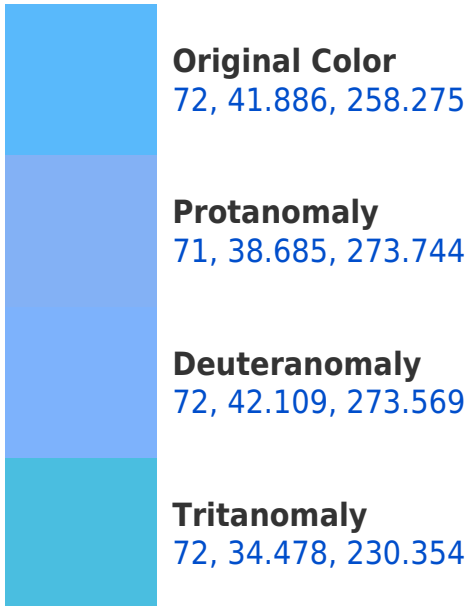 Original Color
72, 41.886, 258.275
Protanomaly
71, 38.685, 273.744
Deuteranomaly
72, 42.109, 273.569
Tritanomaly
72, 34.478, 230.354